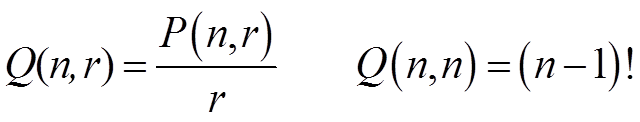 Q(n,r) = P(n,r)/r    Q(n,n) = (n−1)!